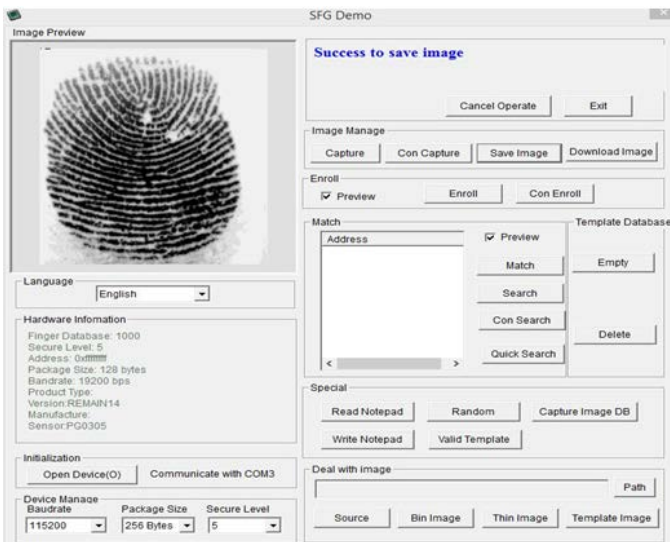 SFG Demo
Image Preview
Success to save image
Cancel Operate
Exit
Image Manage
Capture
Con Capture
Save Image
Download Image
Enroll
Preview
Enroll
Con Enroll
Match
Address
Preview
Match
Search
Con Search
Quick Search
Template Database
Empty
Delete
Language
English
Hardware Infomation
Finger Database: 1000
Secure Level: 5
Address: 0xffffffff
Package Size: 128 bytes
Bandrate: 19200 bps
Product Type:
Version:REMAIN14
Manufacture:
Sensor:PG0305
Special
Read Notepad
Random
Capture Image DB
Write Notepad
Valid Template
Initialization
Open Device(O)
Communicate with COM3
Deal with image
Path
Source
Bin Image
Thin Image
Template Image
Device Manage
Baudrate
Package Size
Secure Level
115200
256 Bytes
5